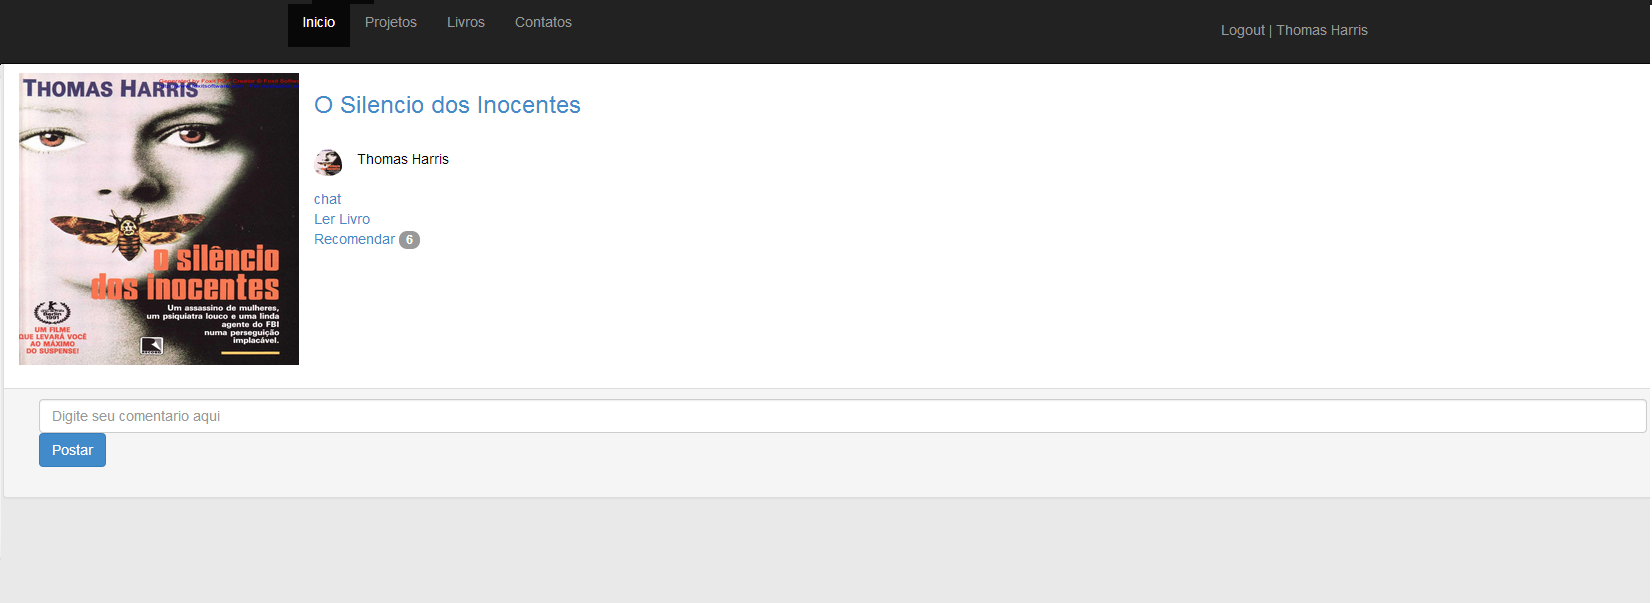 Inicio Projetos Livros Contatos
Logout | Thomas Harris
THOMAS HARRIS
O Silencio dos Inocentes
Thomas Harris
chat
Ler Livro
Recomendar 6
o silêncio
dos inocentes
Um assassino de mulheres,
um psiquiatra louco e uma linda
agente do FBI
numa perseguição
implacável.
Berlin
1991
UM FILME
QUE LEVARÁ VOCÊ
AO MÁXIMO
DO SUSPENSE!
Digite seu comentario aqui
Postar